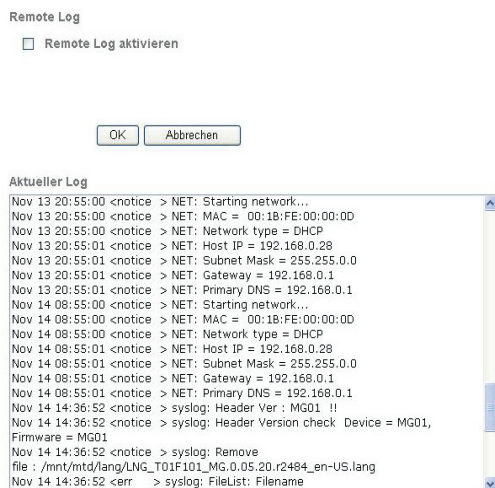 Remote Log
Remote Log aktivieren
OK Abbrechen
Aktueller Log
Nov 13 20:55:00 <notice > NET: Starting network...
Nov 13 20:55:00 <notice > NET: MAC = 00:1B:FE:00:00:0D
Nov 13 20:55:01 <notice > NET: Network type = DHCP
Nov 13 20:55:01 <notice > NET: Host IP = 192.168.0.28
Nov 13 20:55:01 <notice > NET: Subnet Mask = 255.255.0.0
Nov 13 20:55:01 <notice > NET: Gateway = 192.168.0.1
Nov 13 20:55:01 <notice > NET: Primary DNS = 192.168.0.1
Nov 14 08:55:00 <notice > NET: Starting network...
Nov 14 08:55:00 <notice > NET: MAC = 00:1B:FE:00:00:0D
Nov 14 08:55:01 <notice > NET: Network type = DHCP
Nov 14 08:55:01 <notice > NET: Host IP = 192.168.0.28
Nov 14 08:55:01 <notice > NET: Subnet Mask = 255.255.0.0
Nov 14 08:55:01 <notice > NET: Gateway = 192.168.0.1
Nov 14 08:55:01 <notice > NET: Primary DNS = 192.168.0.1
Nov 14 14:36:52 <notice > syslog: Header Ver : MG01 !!
Nov 14 14:36:52 <notice > syslog: Header Version check Device = MG01,
Firmware = MG01
Nov 14 14:36:52 <notice > syslog: Remove
file : /mnt/mtd/lang/LNG_T01F101_MG.0.05.20.r2484_en-US.lang
Nov 14 14:36:52 <err > syslog: FileList: Filename